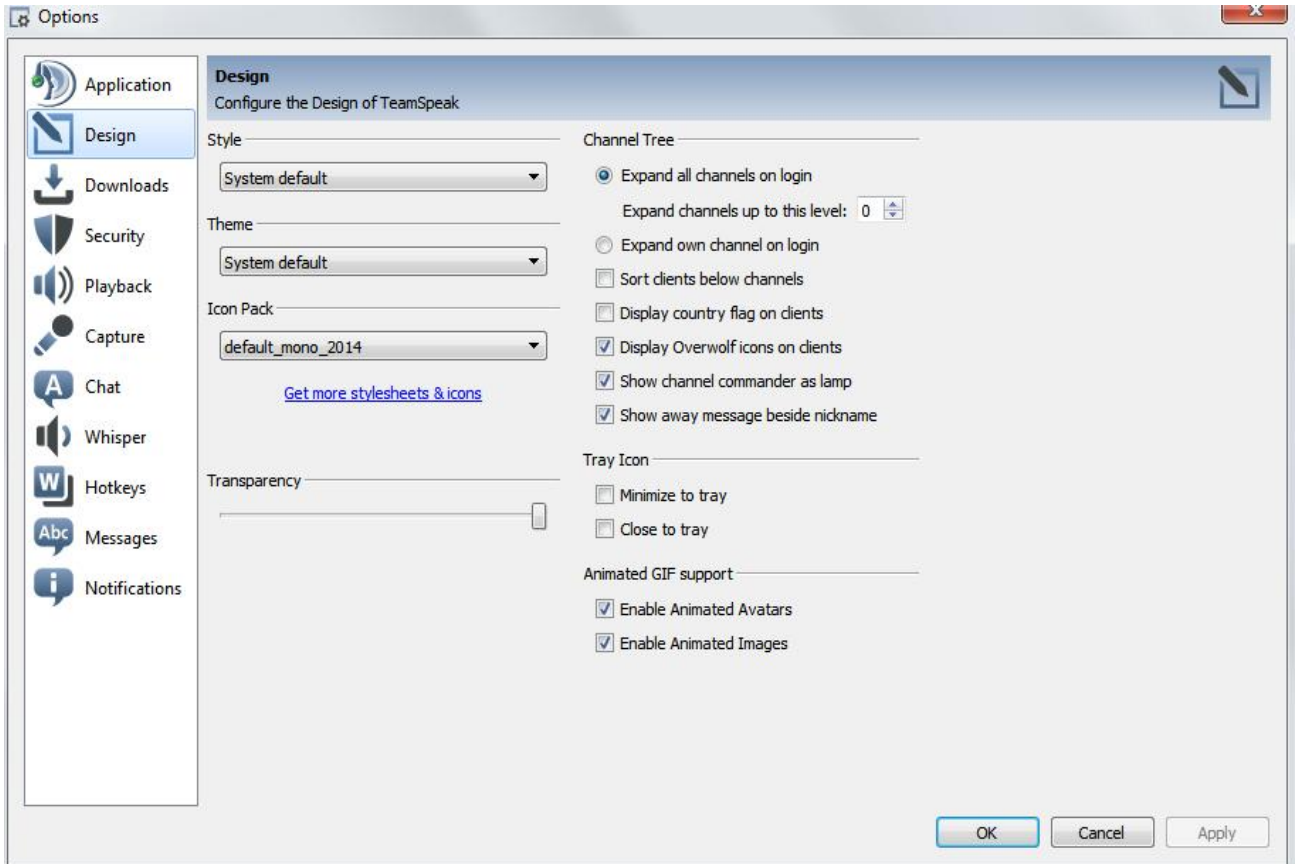 Options
Application
Design
Downloads
Security
Playback
Capture
A
Chat
Whisper
W
Hotkeys
Abc
Messages
i
Notifications
Design
Configure the Design of TeamSpeak
Style
System default
Theme
System default
Icon Pack
default_mono_2014
Get more stylesheets & icons
Transparency
Channel Tree
Expand all channels on login
Expand channels up to this level: 0
Expand own channel on login
Sort clients below channels
Display country flag on clients
Display Overwolf icons on clients
Show channel commander as lamp
Show away message beside nickname
Tray Icon
Minimize to tray
Close to tray
Animated GIF support
Enable Animated Avatars
Enable Animated Images
OK
Cancel
Apply